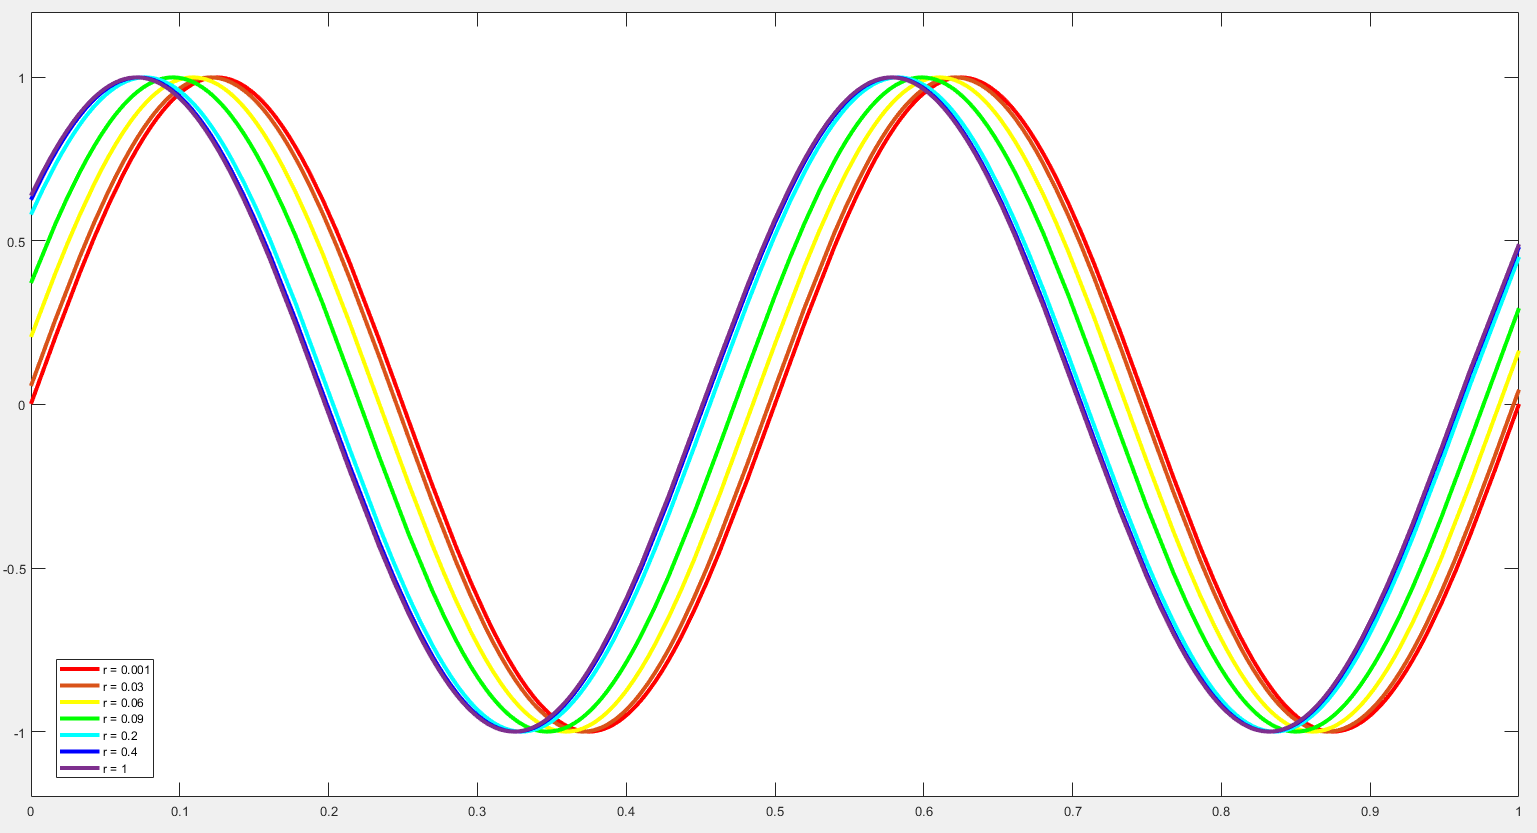 1
0.5
0
-0.5
-1
r = 0.001
r = 0.03
r = 0.06
r = 0.09
r = 0.2
r = 0.4
r = 1
0 0.1 0.2 0.3 0.4 0.5 0.6 0.7 0.8 0.9 1